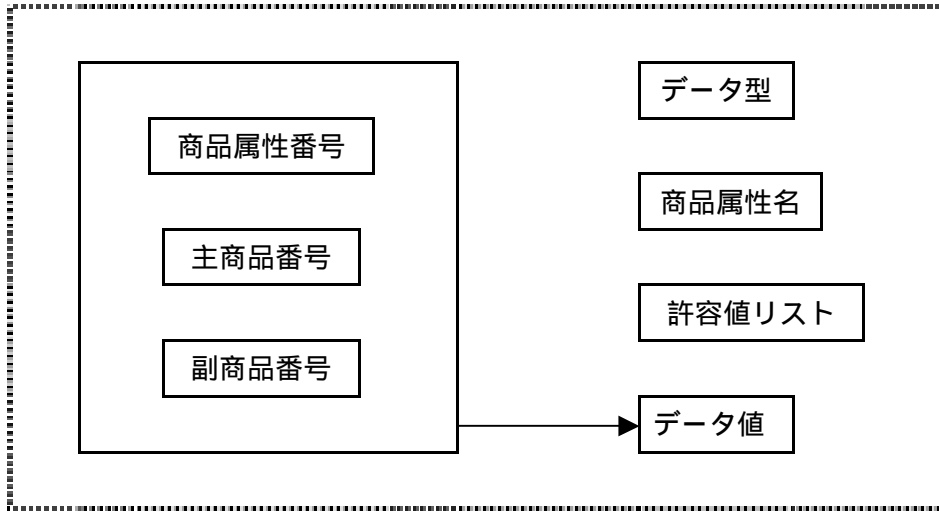 商品属性番号
主商品番号
副商品番号
データ型
商品属性名
許容値リスト
データ値